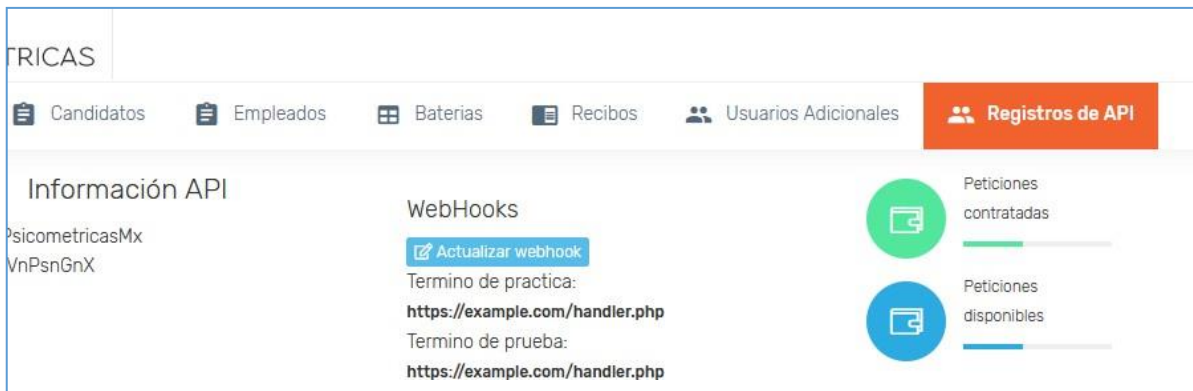 TRICAS
Candidatos Empleados Baterias Recibos Usuarios Adicionales Registros de API
Información API
PsicometricasMx
VnPsnGnX
WebHooks
Actualizar webhook
Termino de practica:
https://example.com/handler.php
Termino de prueba:
https://example.com/handler.php
Peticiones
contratadas
Peticiones
disponibles